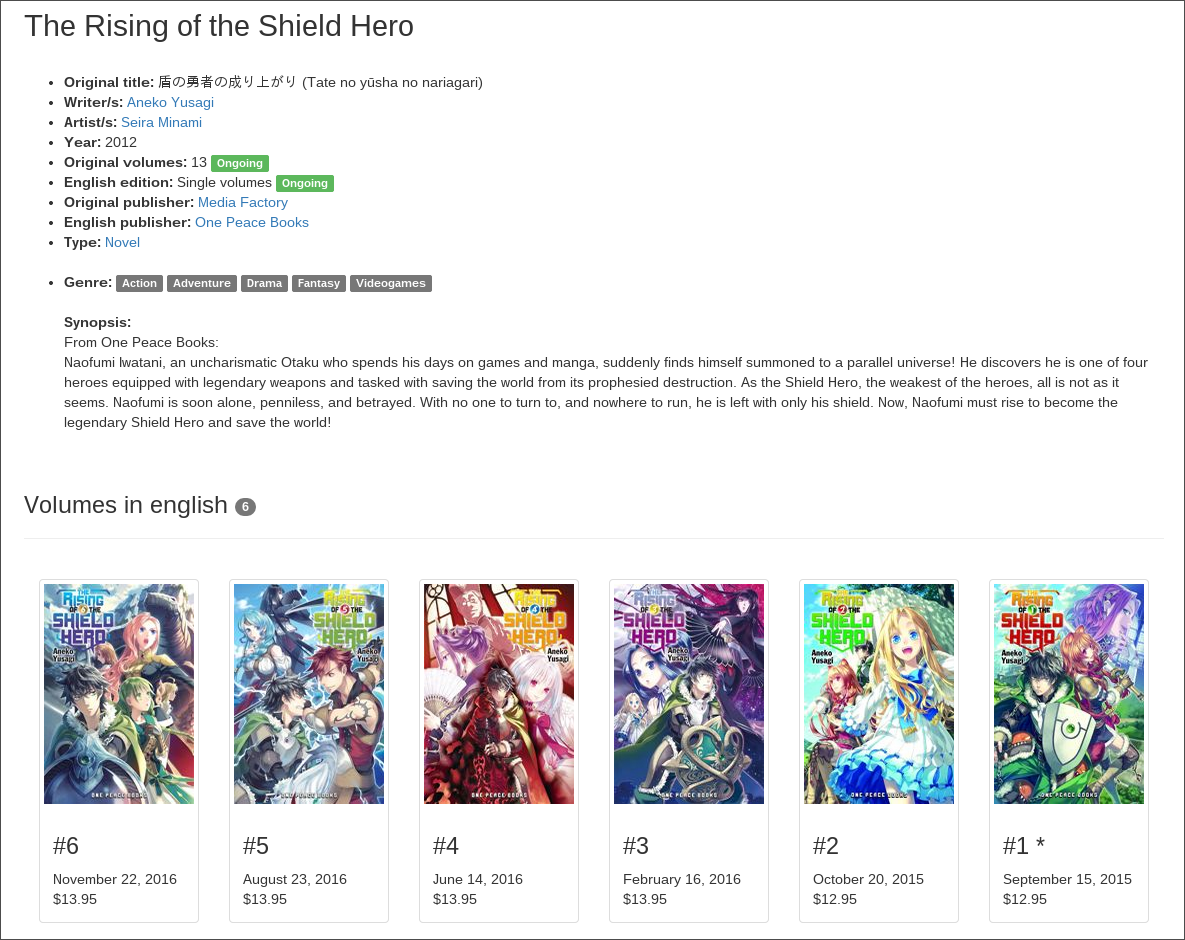 The Rising of the Shield Hero
Original title: 盾の勇者の成り上がり (Tate no yūsha no nariagari)
Writer/s: Aneko Yusagi
Artist/s: Seira Minami
Year: 2012
Original volumes: 13 Ongoing
English edition: Single volumes Ongoing
Original publisher: Media Factory
English publisher: One Peace Books
Type: Novel
Genre: Action Adventure Drama Fantasy Videogames
Synopsis:
From One Peace Books:
Naofumi Iwatani, an uncharismatic Otaku who spends his days on games and manga, suddenly finds himself summoned to a parallel universe! He discovers he is one of four
heroes equipped with legendary weapons and tasked with saving the world from its prophesied destruction. As the Shield Hero, the weakest of the heroes, all is not as it
seems. Naofumi is soon alone, penniless, and betrayed. With no one to turn to, and nowhere to run, he is left with only his shield. Now, Naofumi must rise to become the
legendary Shield Hero and save the world!
Volumes in english 6
THE
RISING
OF 6 THE
SHIELD
HERO
Aneko
Yusagi
ONE PEACE BOOKS
#6
November 22, 2016
$13.95
THE
RISING
OF 5 THE
SHIELD
HERO
Aneko
Yusagi
ONE PEACE BOOKS
#5
August 23, 2016
$13.95
THE
RISING
OF 4 THE
SHIELD
HERO
Aneko
Yusagi
ONE PEACE BOOKS
#4
June 14, 2016
$13.95
THE
RISING
OF 3 THE
SHIELD
HERO
Aneko
Yusagi
ONE PEACE BOOKS
#3
February 16, 2016
$13.95
THE
RISING
OF 2 THE
SHIELD
HERO
Aneko
Yusagi
ONE PEACE BOOKS
#2
October 20, 2015
$12.95
THE
RISING
OF 1 THE
SHIELD
HERO
Aneko
Yusagi
ONE PEACE BOOKS
#1 *
September 15, 2015
$12.95